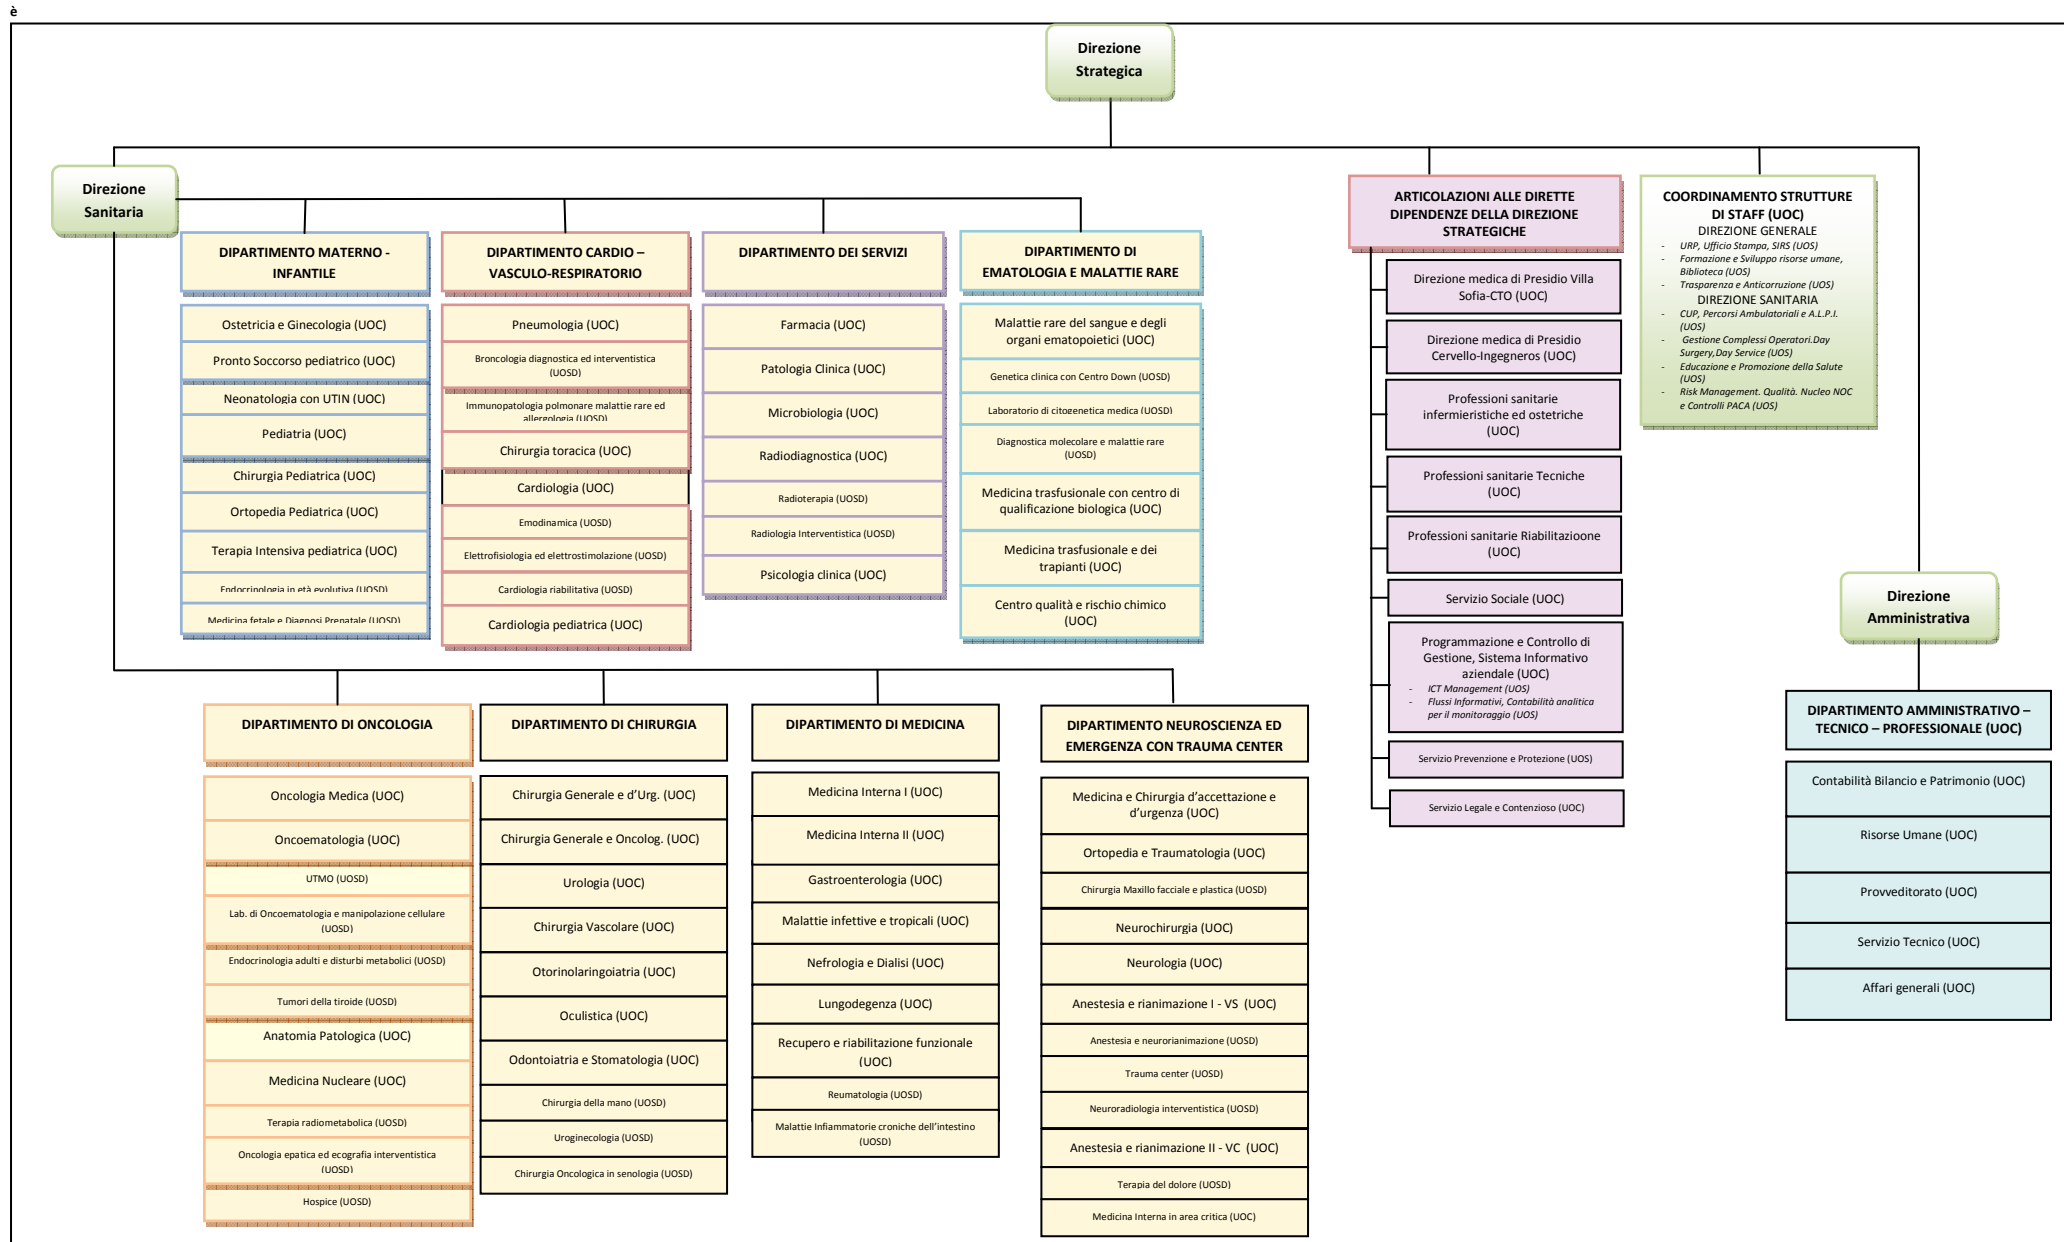 è
Direzione
Strategica
Direzione
Sanitaria
DIPARTIMENTO MATERNO -
INFANTILE
Ostetricia e Ginecologia (UOC)
Pronto Soccorso pediatrico (UOC)
Neonatologia con UTIN (UOC)
Pediatria (UOC)
Chirurgia Pediatrica (UOC)
Ortopedia Pediatrica (UOC)
Terapia Intensiva pediatrica (UOC)
Endocrinologia in età evolutiva (UOSD)
Medicina fetale e Diagnosi Prenatale (UOSD)
DIPARTIMENTO CARDIO –
VASCULO-RESPIRATORIO
Pneumologia (UOC)
Broncologia diagnostica ed interventistica
(UOSD)
Immunopatologia polmonare malattie rare ed
allergologia (UOSD)
Chirurgia toracica (UOC)
Cardiologia (UOC)
Emodinamica (UOSD)
Elettrofisiologia ed elettrostimolazione (UOSD)
Cardiologia riabilitativa (UOSD)
Cardiologia pediatrica (UOC)
DIPARTIMENTO DEI SERVIZI
Farmacia (UOC)
Patologia Clinica (UOC)
Microbiologia (UOC)
Radiodiagnostica (UOC)
Radioterapia (UOSD)
Radiologia Interventistica (UOSD)
Psicologia clinica (UOC)
DIPARTIMENTO DI
EMATOLOGIA E MALATTIE RARE
Malattie rare del sangue e degli
organi ematopoietici (UOC)
Genetica clinica con Centro Down (UOSD)
Laboratorio di citogenetica medica (UOSD)
Diagnostica molecolare e malattie rare
(UOSD)
Medicina trasfusionale con centro di
qualificazione biologica (UOC)
Medicina trasfusionale e dei
trapianti (UOC)
Centro qualità e rischio chimico
(UOC)
ARTICOLAZIONI ALLE DIRETTE
DIPENDENZE DELLA DIREZIONE
STRATEGICHE
Direzione medica di Presidio Villa
Sofia-CTO (UOC)
Direzione medica di Presidio
Cervello-Ingegneros (UOC)
Professioni sanitarie
infermieristiche ed ostetriche
(UOC)
Professioni sanitarie Tecniche
(UOC)
Professioni sanitarie Riabilitazioone
(UOC)
Servizio Sociale (UOC)
Programmazione e Controllo di
Gestione, Sistema Informativo
aziendale (UOC)
- ICT Management (UOS)
- Flussi Informativi, Contabilità analitica
per il monitoraggio (UOS)
Servizio Prevenzione e Protezione (UOS)
Servizio Legale e Contenzioso (UOC)
COORDINAMENTO STRUTTURE
DI STAFF (UOC)
DIREZIONE GENERALE
- URP, Ufficio Stampa, SIRS (UOS)
- Formazione e Sviluppo risorse umane,
Biblioteca (UOS)
- Trasparenza e Anticorruzione (UOS)
DIREZIONE SANITARIA
- CUP, Percorsi Ambulatoriali e A.L.P.I.
(UOS)
- Gestione Complessi Operatori.Day
Surgery,Day Service (UOS)
- Educazione e Promozione della Salute
(UOS)
- Risk Management. Qualità. Nucleo NOC
e Controlli PACA (UOS)
Direzione
Amministrativa
DIPARTIMENTO AMMINISTRATIVO –
TECNICO – PROFESSIONALE (UOC)
Contabilità Bilancio e Patrimonio (UOC)
Risorse Umane (UOC)
Provveditorato (UOC)
Servizio Tecnico (UOC)
Affari generali (UOC)
DIPARTIMENTO DI ONCOLOGIA
Oncologia Medica (UOC)
Oncoematologia (UOC)
UTMO (UOSD)
Lab. di Oncoematologia e manipolazione cellulare
(UOSD)
Endocrinologia adulti e disturbi metabolici (UOSD)
Tumori della tiroide (UOSD)
Anatomia Patologica (UOC)
Medicina Nucleare (UOC)
Terapia radiometabolica (UOSD)
Oncologia epatica ed ecografia interventistica
(UOSD)
Hospice (UOSD)
DIPARTIMENTO DI CHIRURGIA
Chirurgia Generale e d’Urg. (UOC)
Chirurgia Generale e Oncolog. (UOC)
Urologia (UOC)
Chirurgia Vascolare (UOC)
Otorinolaringoiatria (UOC)
Oculistica (UOC)
Odontoiatria e Stomatologia (UOC)
Chirurgia della mano (UOSD)
Uroginecologia (UOSD)
Chirurgia Oncologica in senologia (UOSD)
DIPARTIMENTO DI MEDICINA
Medicina Interna I (UOC)
Medicina Interna II (UOC)
Gastroenterologia (UOC)
Malattie infettive e tropicali (UOC)
Nefrologia e Dialisi (UOC)
Lungodegenza (UOC)
Recupero e riabilitazione funzionale
(UOC)
Reumatologia (UOSD)
Malattie Infiammatorie croniche dell’intestino
(UOSD)
DIPARTIMENTO NEUROSCIENZA ED
EMERGENZA CON TRAUMA CENTER
Medicina e Chirurgia d’accettazione e
d’urgenza (UOC)
Ortopedia e Traumatologia (UOC)
Chirurgia Maxillo facciale e plastica (UOSD)
Neurochirurgia (UOC)
Neurologia (UOC)
Anestesia e rianimazione I - VS (UOC)
Anestesia e neurorianimazione (UOSD)
Trauma center (UOSD)
Neuroradiologia interventistica (UOSD)
Anestesia e rianimazione II - VC (UOC)
Terapia del dolore (UOSD)
Medicina Interna in area critica (UOC)